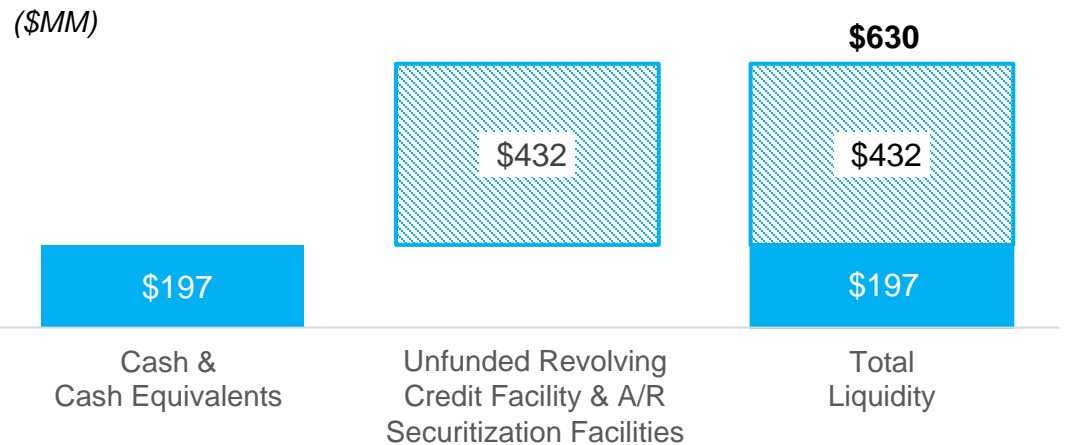 ($MM)
$630
$432
$432
$197
$197
Cash &
Cash Equivalents
Unfunded Revolving
Credit Facility & A/R
Securitization Facilities
Total
Liquidity